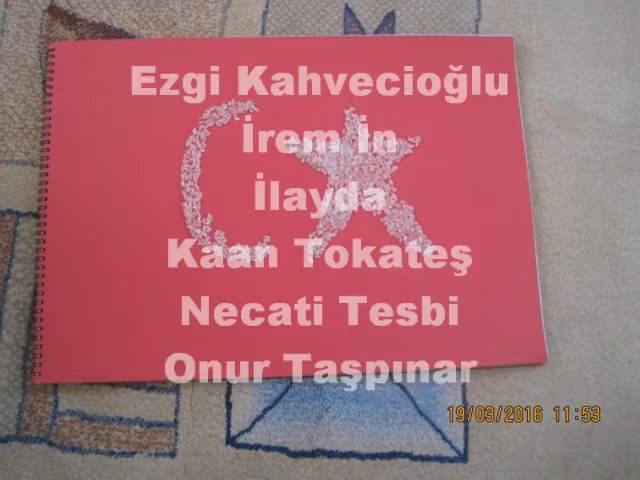 Ezgi Kahvecioğlu
İrem İn
İlayda
Kaan Tokateş
Necati Tesbi
Onur Taşpınar
19/03/2016 11:53